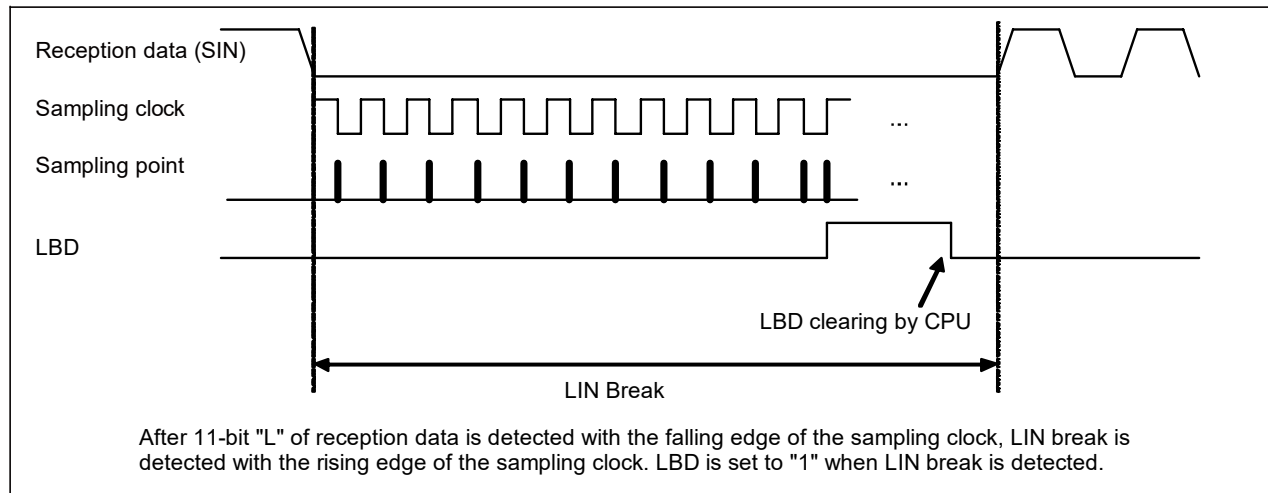 Reception data (SIN)
Sampling clock
...
Sampling point
...
LBD
LBD clearing by CPU
LIN Break
After 11-bit "L" of reception data is detected with the falling edge of the sampling clock, LIN break is
detected with the rising edge of the sampling clock. LBD is set to "1" when LIN break is detected.